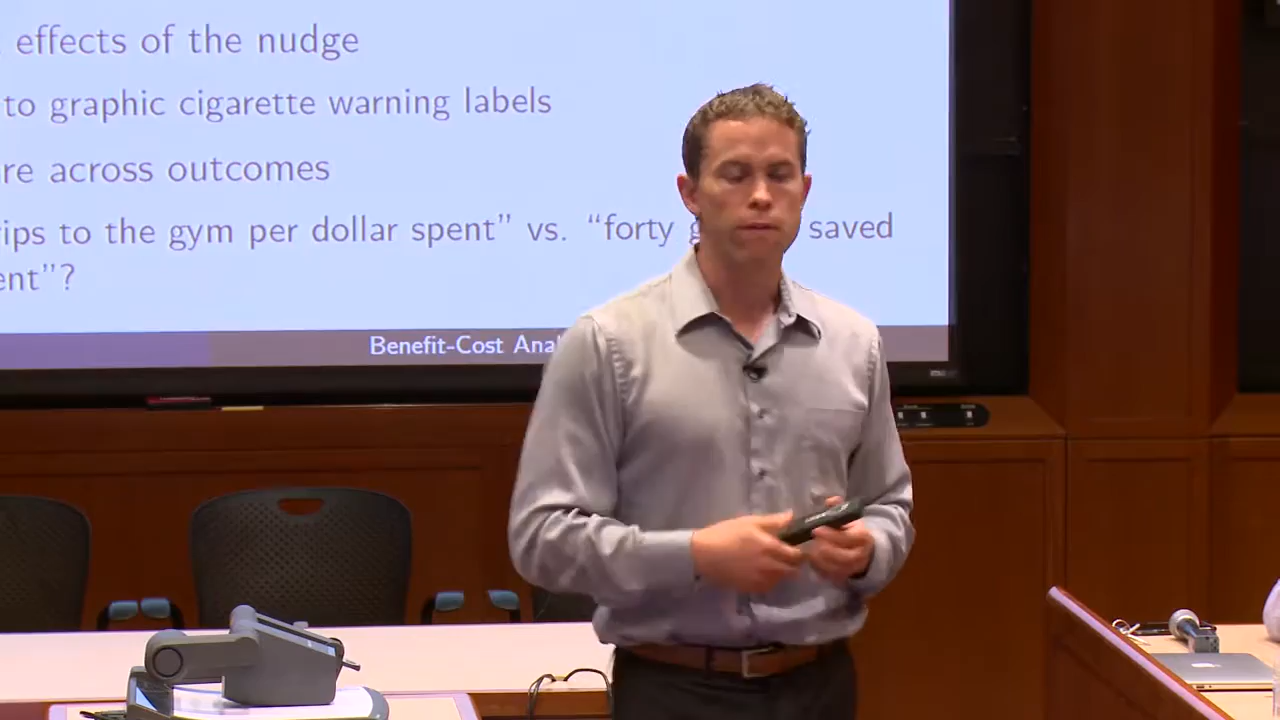 effects of the nudge
to graphic cigarette warning labels
re across outcomes
ips to the gym per dollar spent” vs. “forty g saved
ent”?
Benefit-Cost Anal